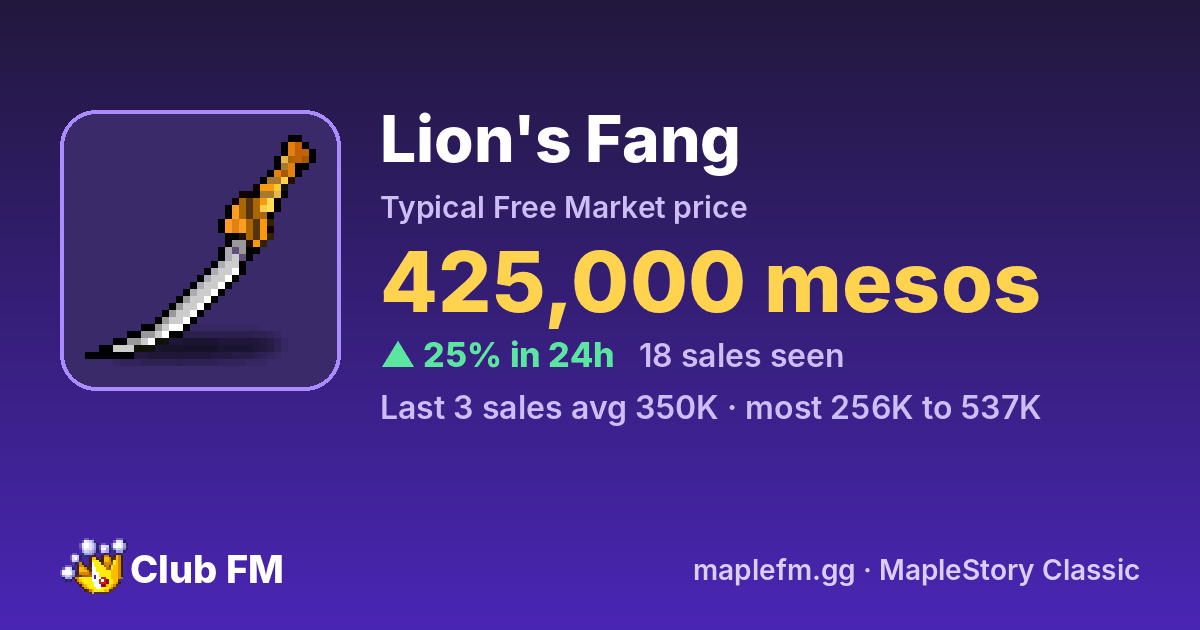 Lion's Fang
Typical Free Market price
425,000 mesos
▲ 25% in 24h 18 sales seen
Last 3 sales avg 350K · most 256K to 537K
Club FM
maplefm.gg · MapleStory Classic